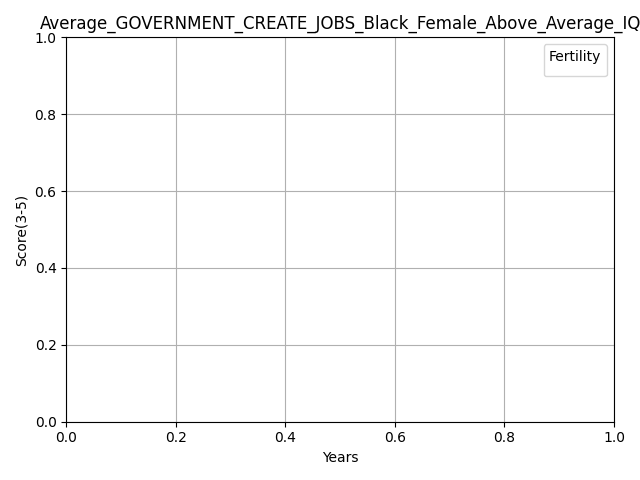 Average_GOVERNMENT_CREATE_JOBS_Black_Female_Above_Average_IQ
Fertility
Score(3-5)
1.0
0.8
0.6
0.4
0.2
0.0
0.0 0.2 0.4 0.6 0.8 1.0
Years